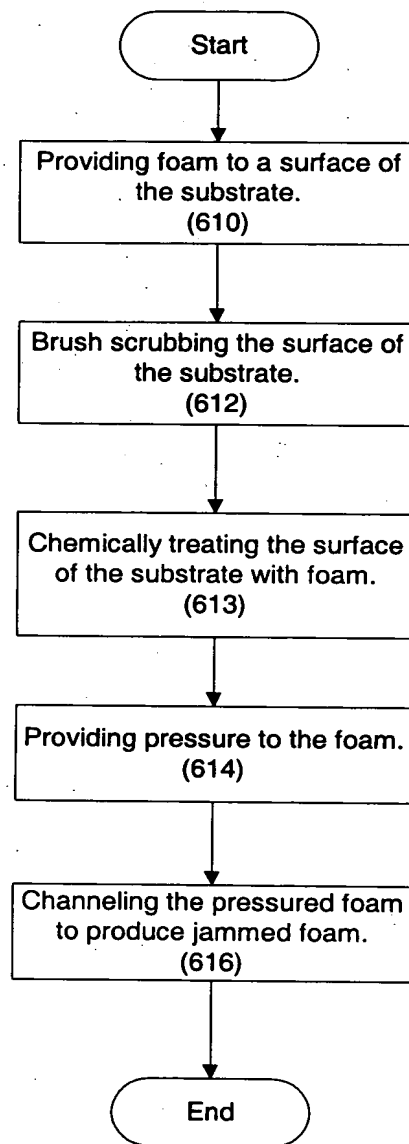 Start
Providing foam to a surface of
the substrate.
(610)
Brush scrubbing the surface of
the substrate.
(612)
Chemically treating the surface
of the substrate with foam.
(613)
Providing pressure to the foam.
(614)
Channeling the pressured foam
to produce jammed foam.
(616)
End